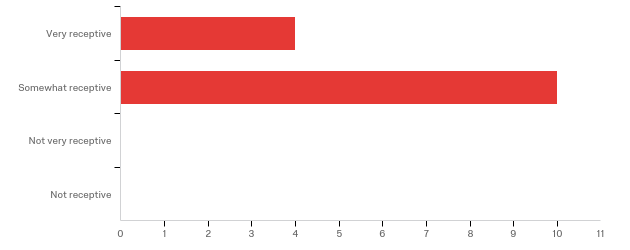 Very receptive
Somewhat receptive
Not very receptive
Not receptive
0 1 2 3 4 5 6 7 8 9 10 11